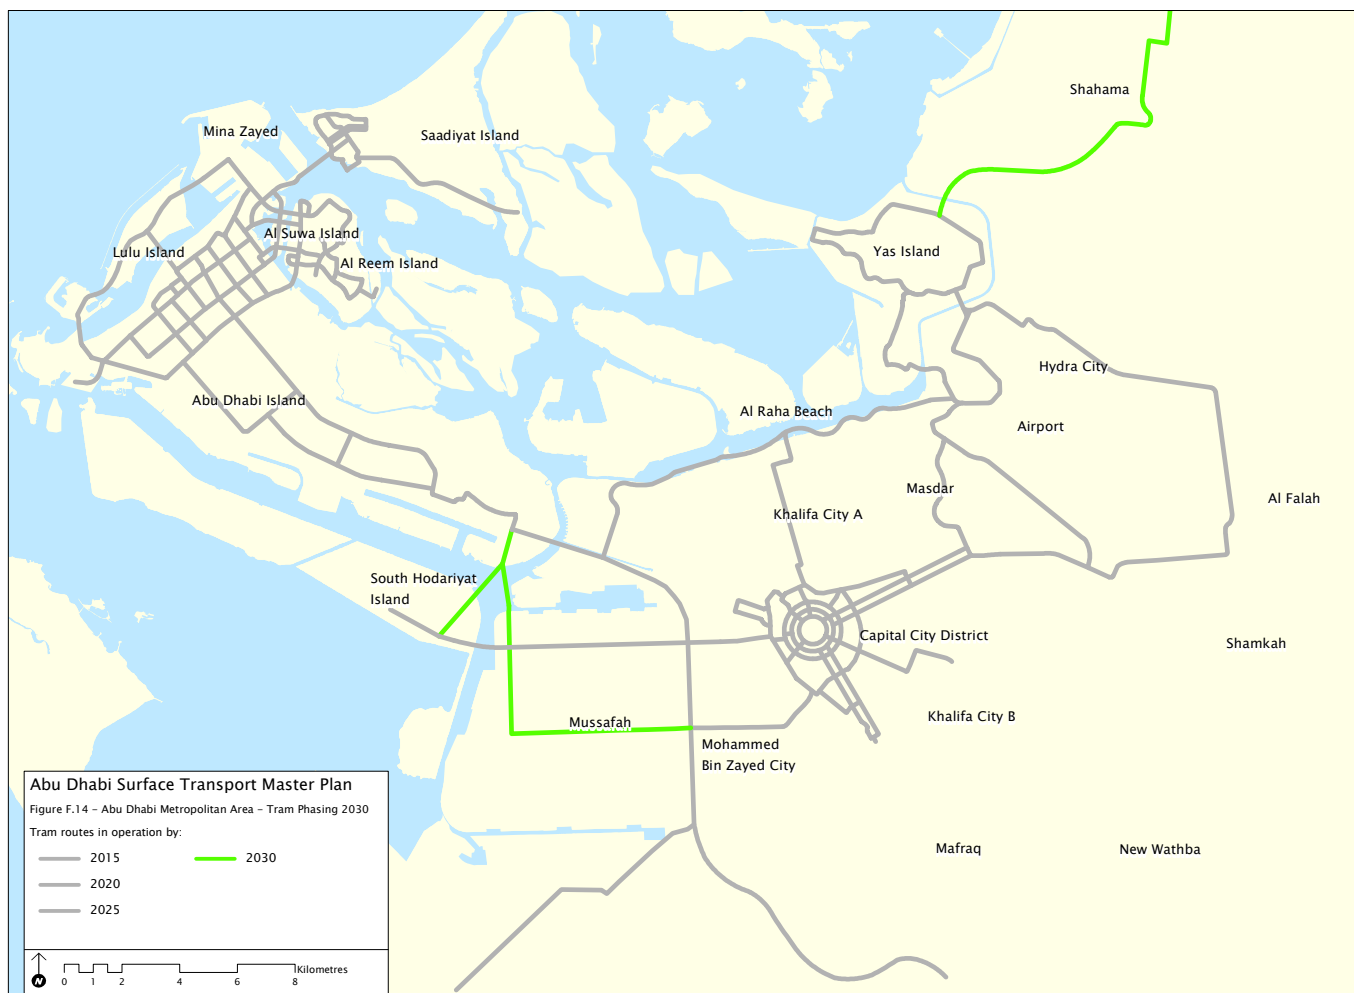 Shahama
Mina Zayed
Saadiyat Island
Al Suwa Island
Lulu Island
Yas Island
Al Reem Island
Hydra City
Abu Dhabi Island
Al Raha Beach
Airport
Masdar
Al Falah
Khalifa City A
South Hodariyat
Island
Capital City District
Shamkah
Khalifa City B
Mussafah
Mohammed
Bin Zayed City
Mafraq
New Wathba
Abu Dhabi Surface Transport Master Plan
Figure F.14 – Abu Dhabi Metropolitan Area – Tram Phasing 2030
Tram routes in operation by:
2015 2030
2020
2025
Kilometres
N 0 1 2 4 6 8